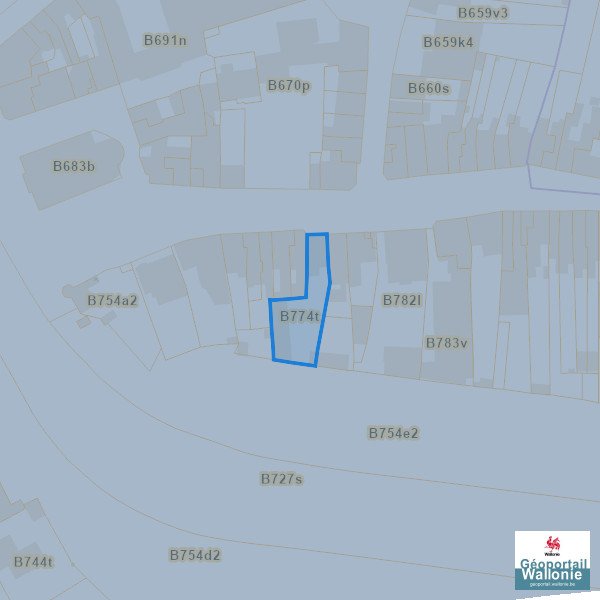 B659v3
B691n
B659k4
B670p
B660s
B683b
B754a2
B782l
B774t
B783v
B754e2
B727s
B754d2
B744t
Wallonie
Géoportail
Wallonie
geoportail.wallonie.be